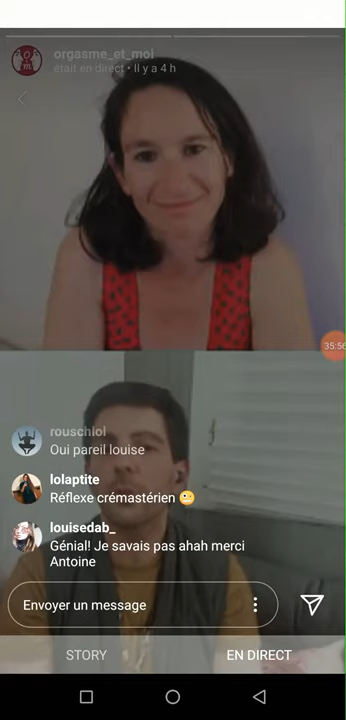 orgasme_et_moi
était en direct • Il y a 4 h
35:56
rouschiol
Oui pareil louise
lolaptite
Réflexe crémastérien 😬
louisedab_
Génial! Je savais pas ahah merci
Antoine
Envoyer un message
STORY
EN DIRECT